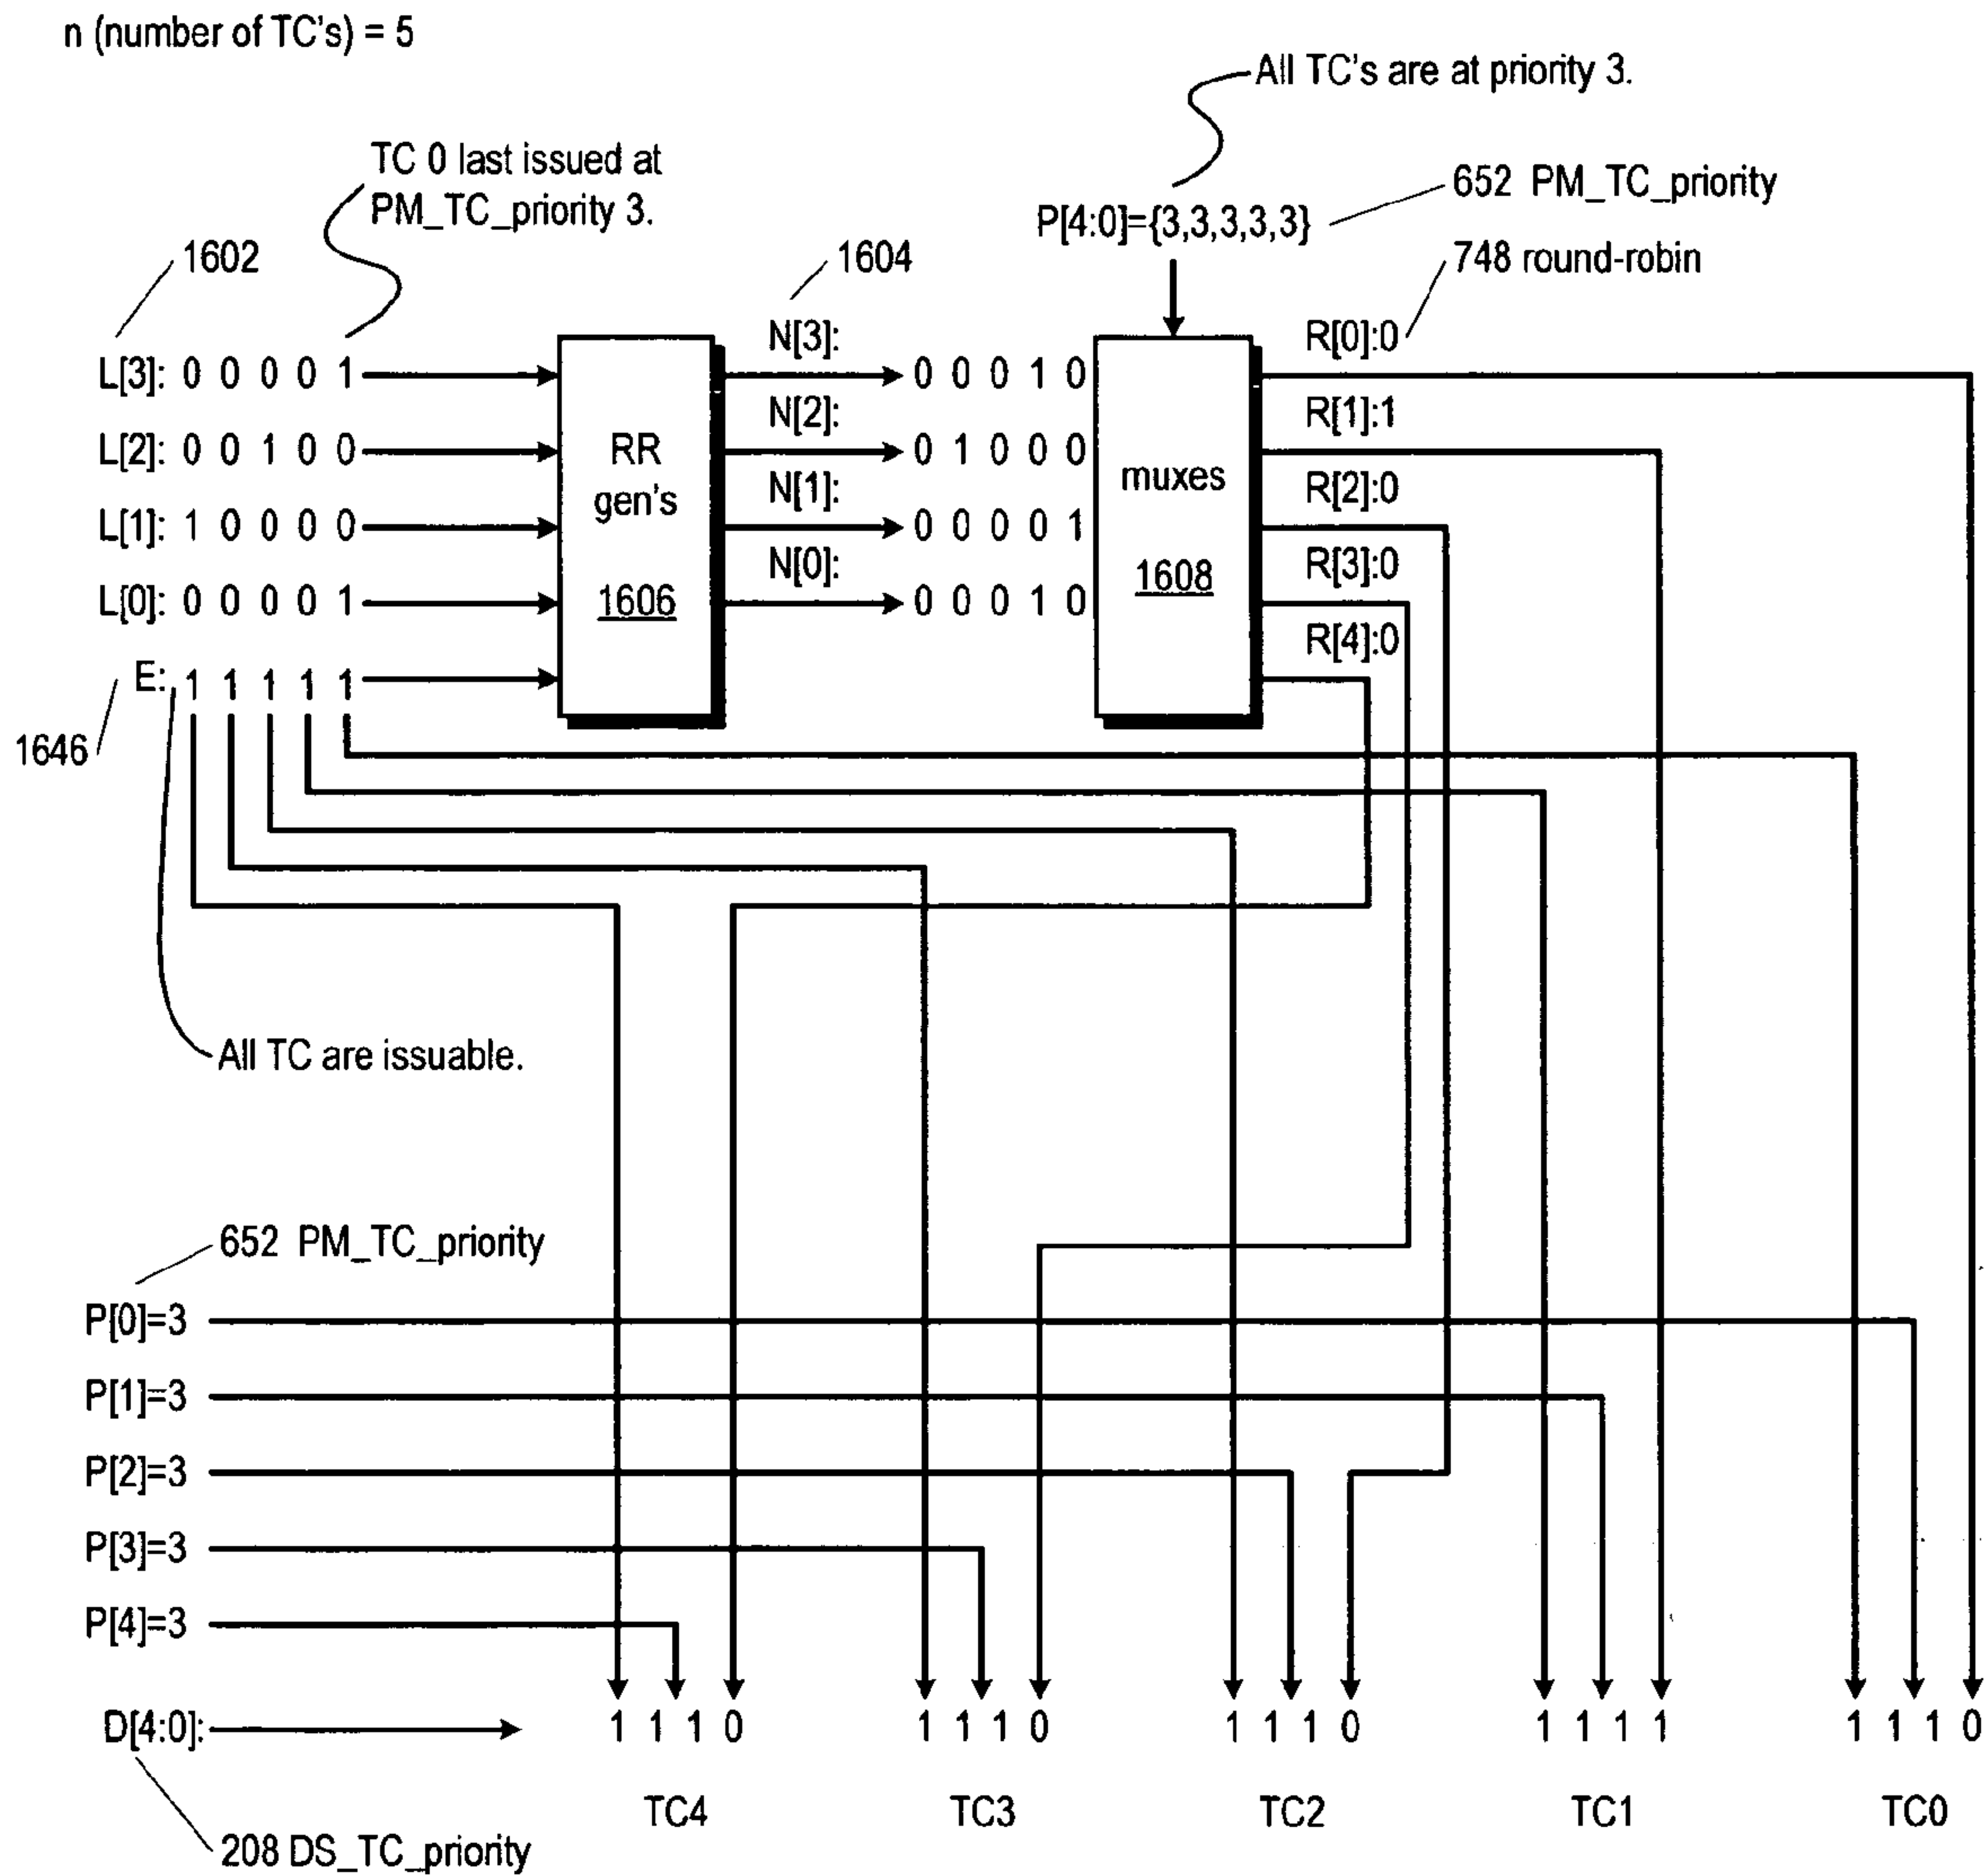 n (number of TC's) = 5
All TC's are at priority 3.
TC 0 last issued at
PM_TC_priority 3.
652 PM_TC_priority
P[4:0]={3,3,3,3,3}
1602
1604
748 round-robin
N[3]:
R[0]:0
L[3]: 0 0 0 0 1
0 0 0 1 0
N[2]:
R[1]:1
L[2]: 0 0 1 0 0
RR
gen's
1606
0 1 0 0 0
muxes
1608
N[1]:
R[2]:0
L[1]: 1 0 0 0 0
0 0 0 0 1
N[0]:
R[3]:0
L[0]: 0 0 0 0 1
0 0 0 1 0
R[4]:0
E: 1 1 1 1 1
1646
All TC are issuable.
652 PM_TC_priority
P[0]=3
P[1]=3
P[2]=3
P[3]=3
P[4]=3
D[4:0]:
1 1 1 0
1 1 1 0
1 1 1 0
1 1 1 1
1 1 1 0
TC4
TC3
TC2
TC1
TC0
208 DS_TC_priority